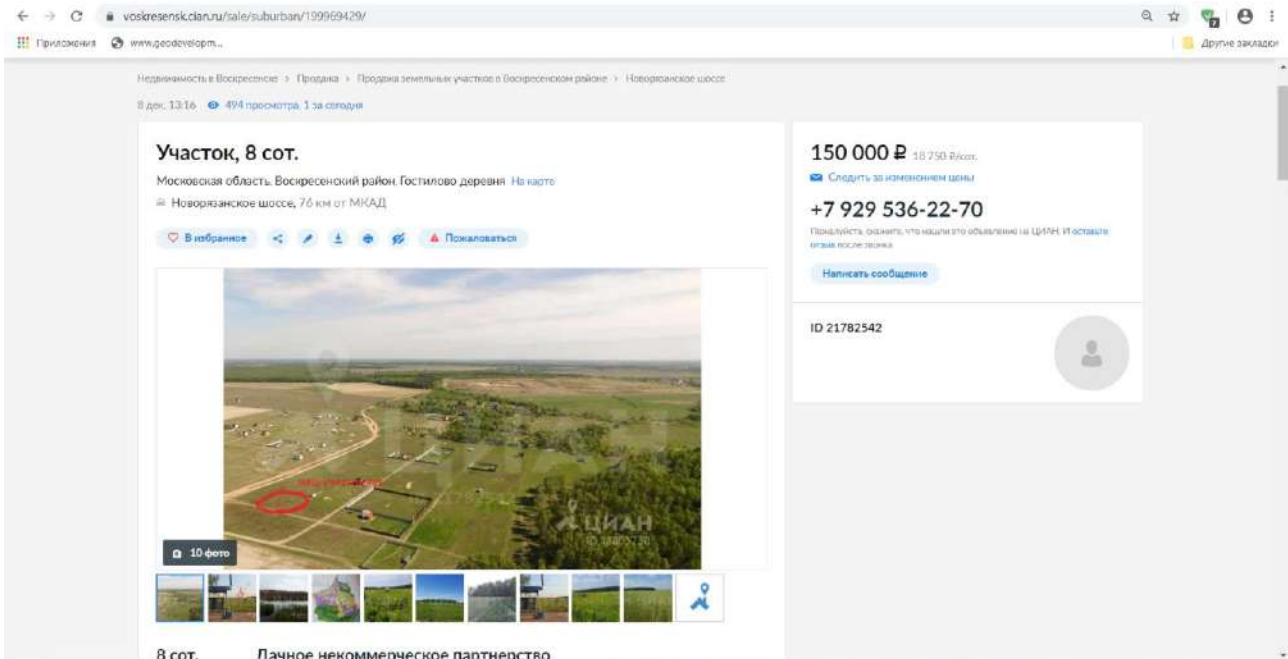 voskresensk.cian.ru/sale/suburban/199969429/
Приложения
www.geodevelopm...
Другие закладки
Недвижимость в Воскресенске > Продажа > Продажа земельных участков в Воскресенском районе > Новорязанское шоссе
8 дек, 13:16 494 просмотра, 1 за сегодня
Участок, 8 сот.
Московская область, Воскресенский район, Гостилово деревня На карте
Новорязанское шоссе, 76 км от МКАД
В избранное
Пожаловаться
ЦИАН
ЦИАН
10 фото
8 сот.
Дачное некоммерческое партнерство
150 000 ₽ 18 750 ₽/сот.
Следить за изменением цены
+7 929 536-22-70
Пожалуйста, скажите, что нашли это объявление на ЦИАН. И оставьте
отзыв после звонка
Написать сообщение
ID 21782542